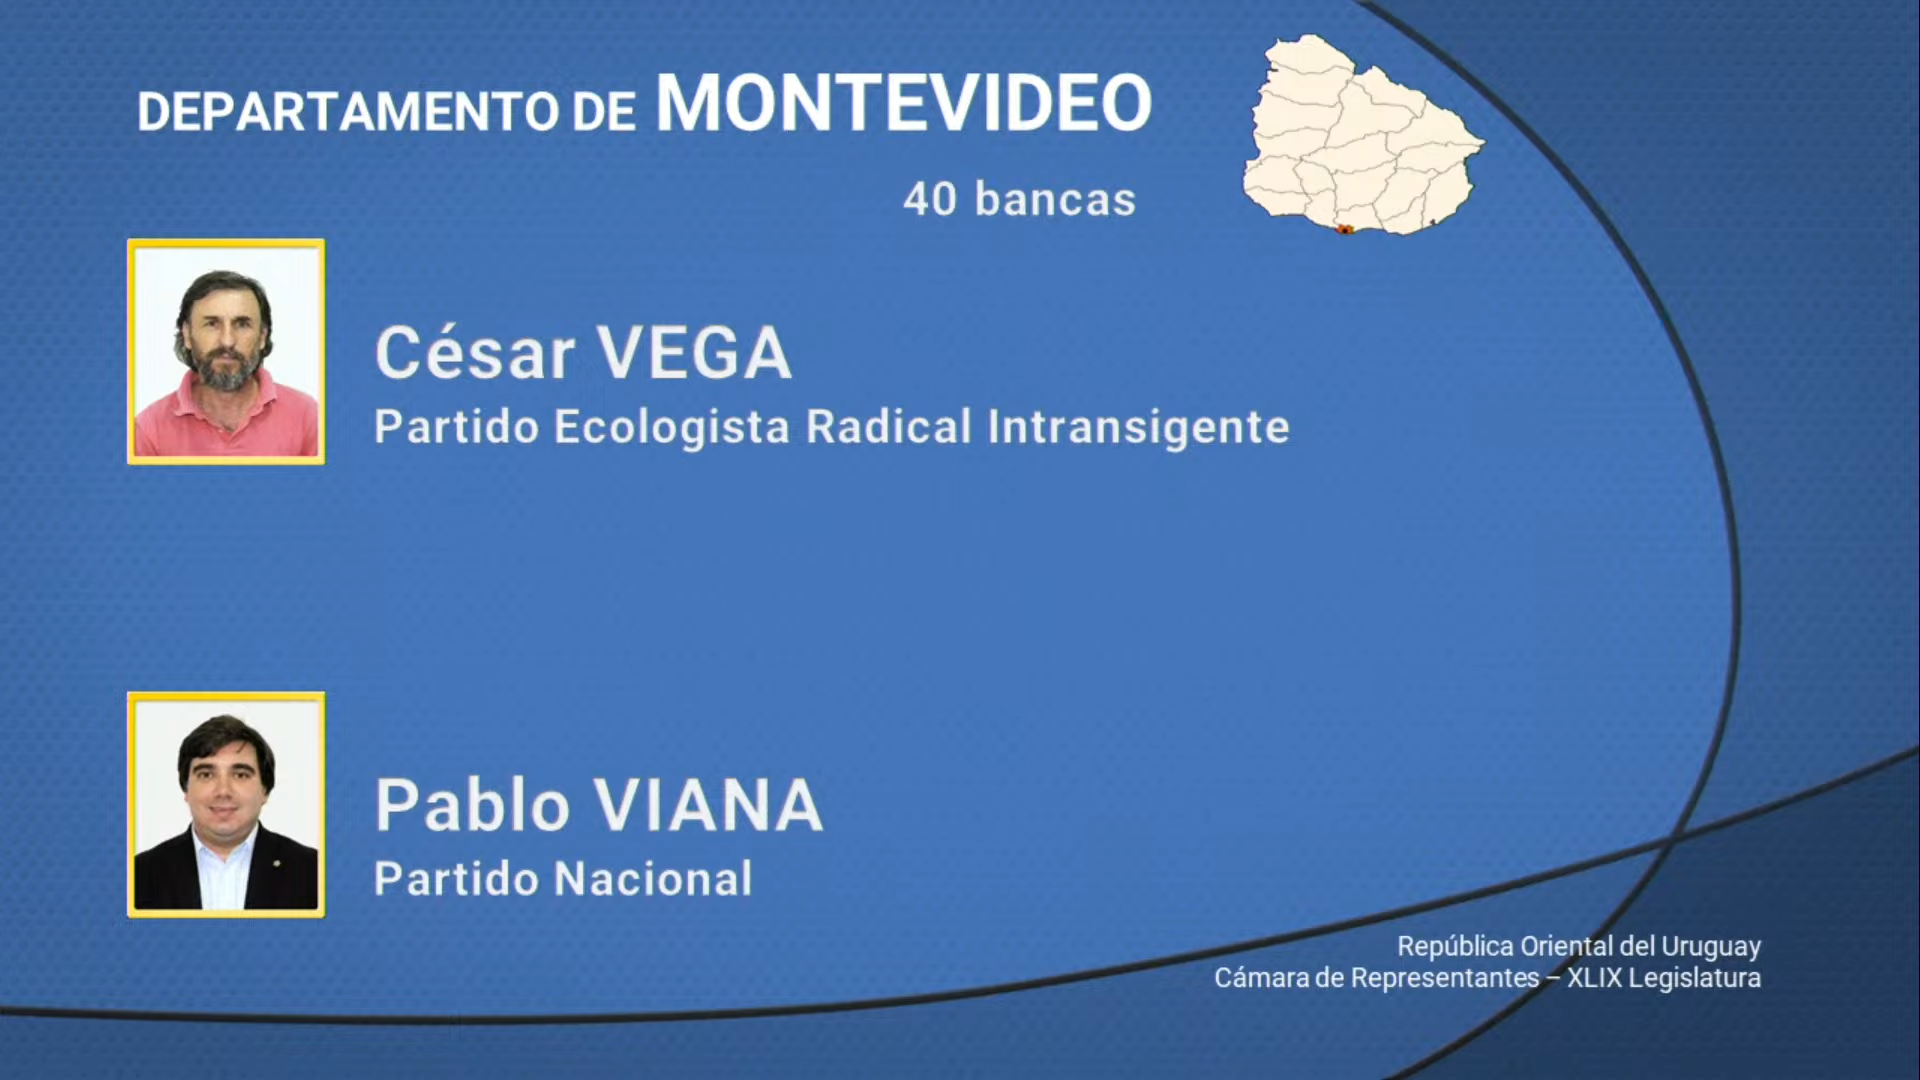 DEPARTAMENTO DE MONTEVIDEO
40 bancas
César VEGA
Partido Ecologista Radical Intransigente
Pablo VIANA
Partido Nacional
República Oriental del Uruguay
Cámara de Representantes – XLIX Legislatura